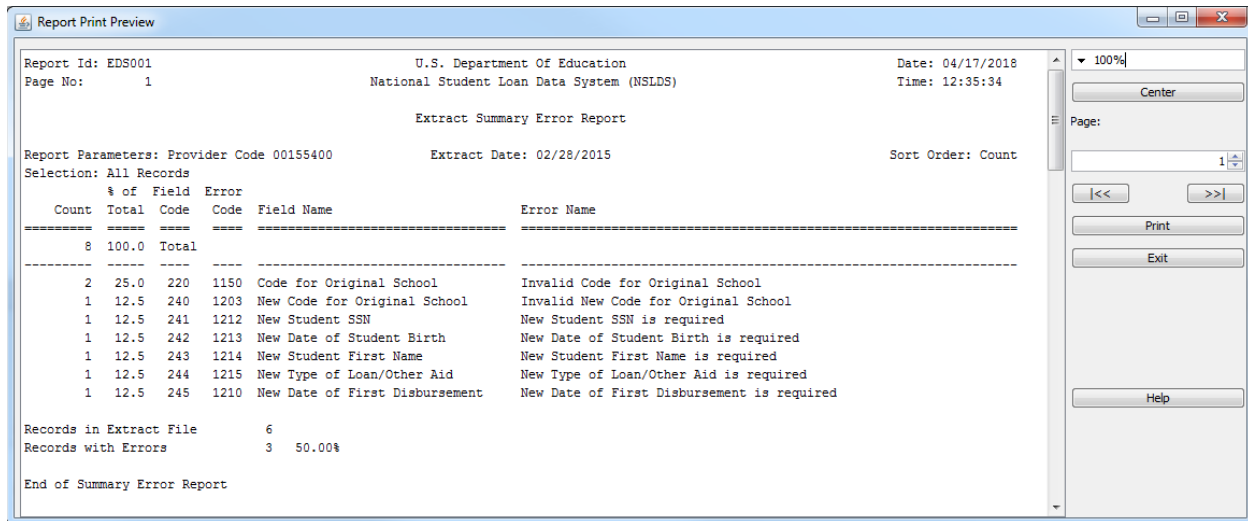 Report Print Preview
Report Id: EDS001 U.S. Department Of Education Date: 04/17/2018
Page No: 1 National Student Loan Data System (NSLDS) Time: 12:35:34
Extract Summary Error Report
Report Parameters: Provider Code 00155400 Extract Date: 02/28/2015 Sort Order: Count
Selection: All Records
% of Field Error
Count Total Code Code Field Name Error Name
========= ===== ==== ==== ================================= ==================================================================
8 100.0 Total
--------- ----- ---- ---- --------------------------------- ------------------------------------------------------------------
2 25.0 220 1150 Code for Original School Invalid Code for Original School
1 12.5 240 1203 New Code for Original School Invalid New Code for Original School
1 12.5 241 1212 New Student SSN New Student SSN is required
1 12.5 242 1213 New Date of Student Birth New Date of Student Birth is required
1 12.5 243 1214 New Student First Name New Student First Name is required
1 12.5 244 1215 New Type of Loan/Other Aid New Type of Loan/Other Aid is required
1 12.5 245 1210 New Date of First Disbursement New Date of First Disbursement is required
Records in Extract File 6
Records with Errors 3 50.00%
End of Summary Error Report
100%
Center
Page:
1
|<< >>|
Print
Exit
Help